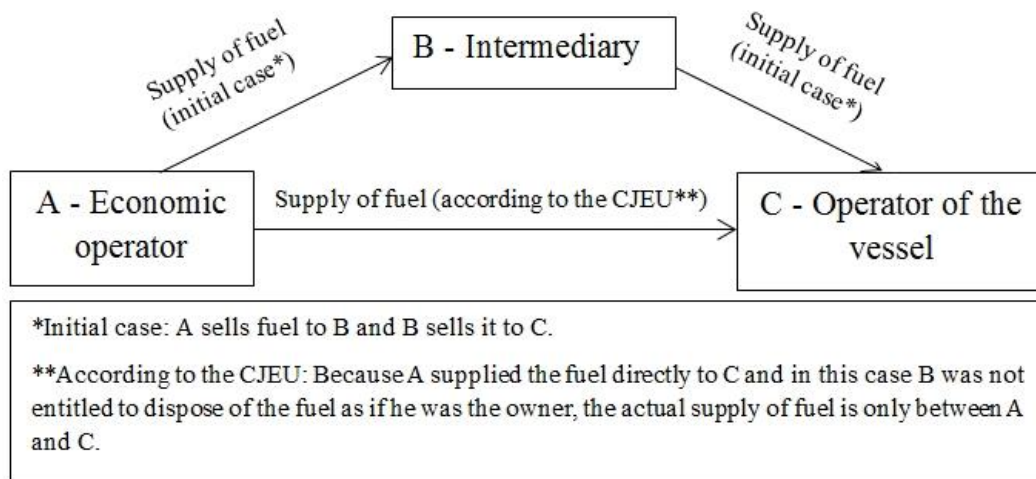 B - Intermediary
Supply of fuel
(initial case*)
Supply of fuel
(initial case*)
A - Economic
operator
Supply of fuel (according to the CJEU**)
C - Operator of the
vessel
*Initial case: A sells fuel to B and B sells it to C.
**According to the CJEU: Because A supplied the fuel directly to C and in this case B was not
entitled to dispose of the fuel as if he was the owner, the actual supply of fuel is only between A
and C.